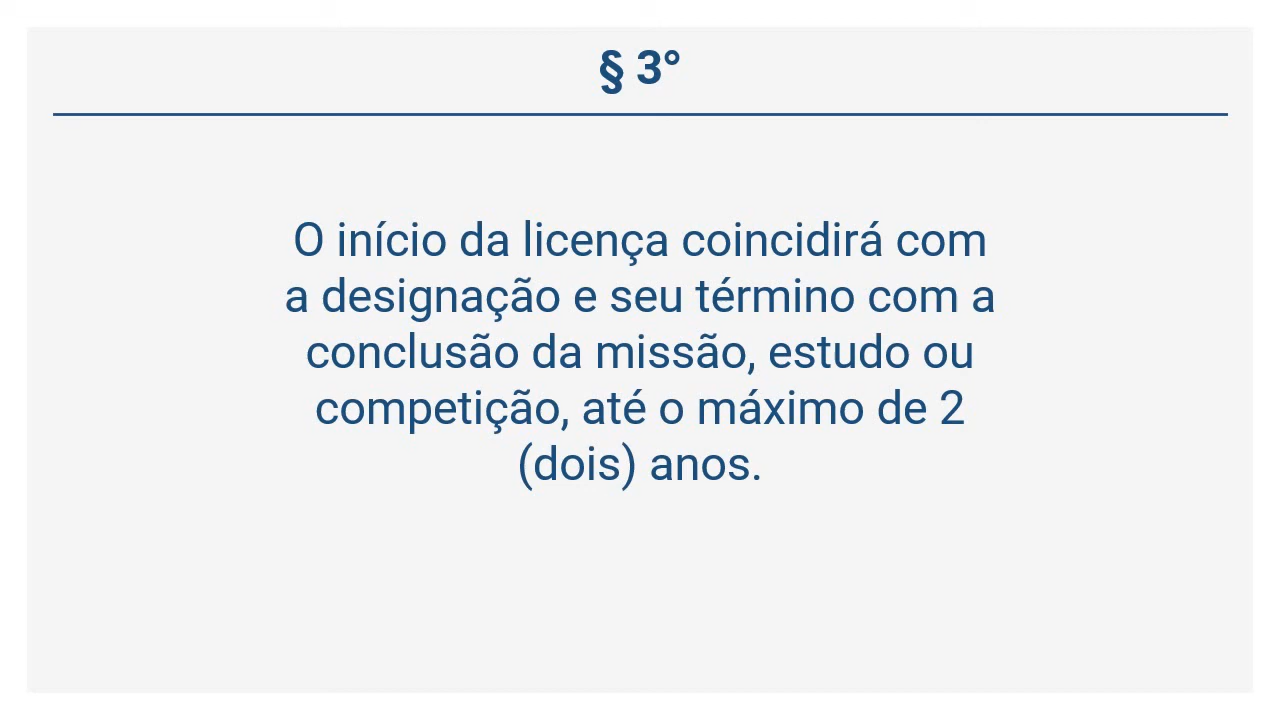 § 3°
O início da licença coincidirá com
a designação e seu término com a
conclusão da missão, estudo ou
competição, até o máximo de 2
(dois) anos.